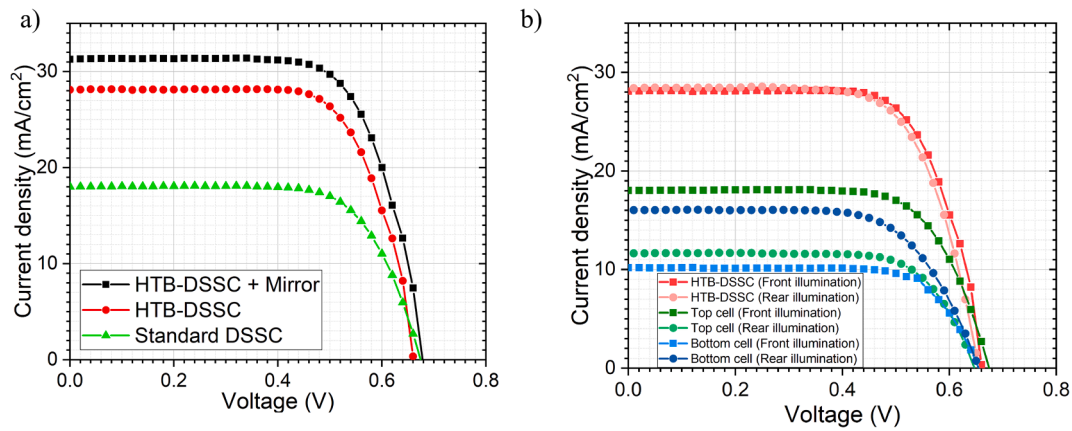 a)
Current density (mA/cm²)
30
20
10
0
HTB-DSSC + Mirror
HTB-DSSC
Standard DSSC
0.0 0.2 0.4 0.6 0.8
Voltage (V)
b)
Current density (mA/cm²)
30
20
10
0
HTB-DSSC (Front illumination)
HTB-DSSC (Rear illumination)
Top cell (Front illumination)
Top cell (Rear illumination)
Bottom cell (Front illumination)
Bottom cell (Rear illumination)
0.0 0.2 0.4 0.6 0.8
Voltage (V)